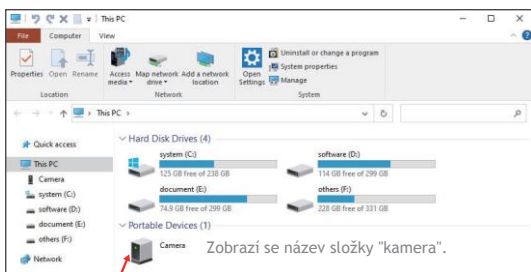 This PC
File Computer View
Properties Open Rename Access media Map network drive Add a network location Open Settings Uninstall or change a program
System properties
Manage
Location Network System
This PC
Quick access
This PC
Camera
system (C:)
software (D:)
document (E:)
others (F:)
Network
Hard Disk Drives (4)
system (C:)
125 GB free of 238 GB
software (D:)
114 GB free of 299 GB
document (E:)
74.9 GB free of 299 GB
others (F:)
228 GB free of 331 GB
Portable Devices (1)
Camera
Zobrazí se název složky "kamera".